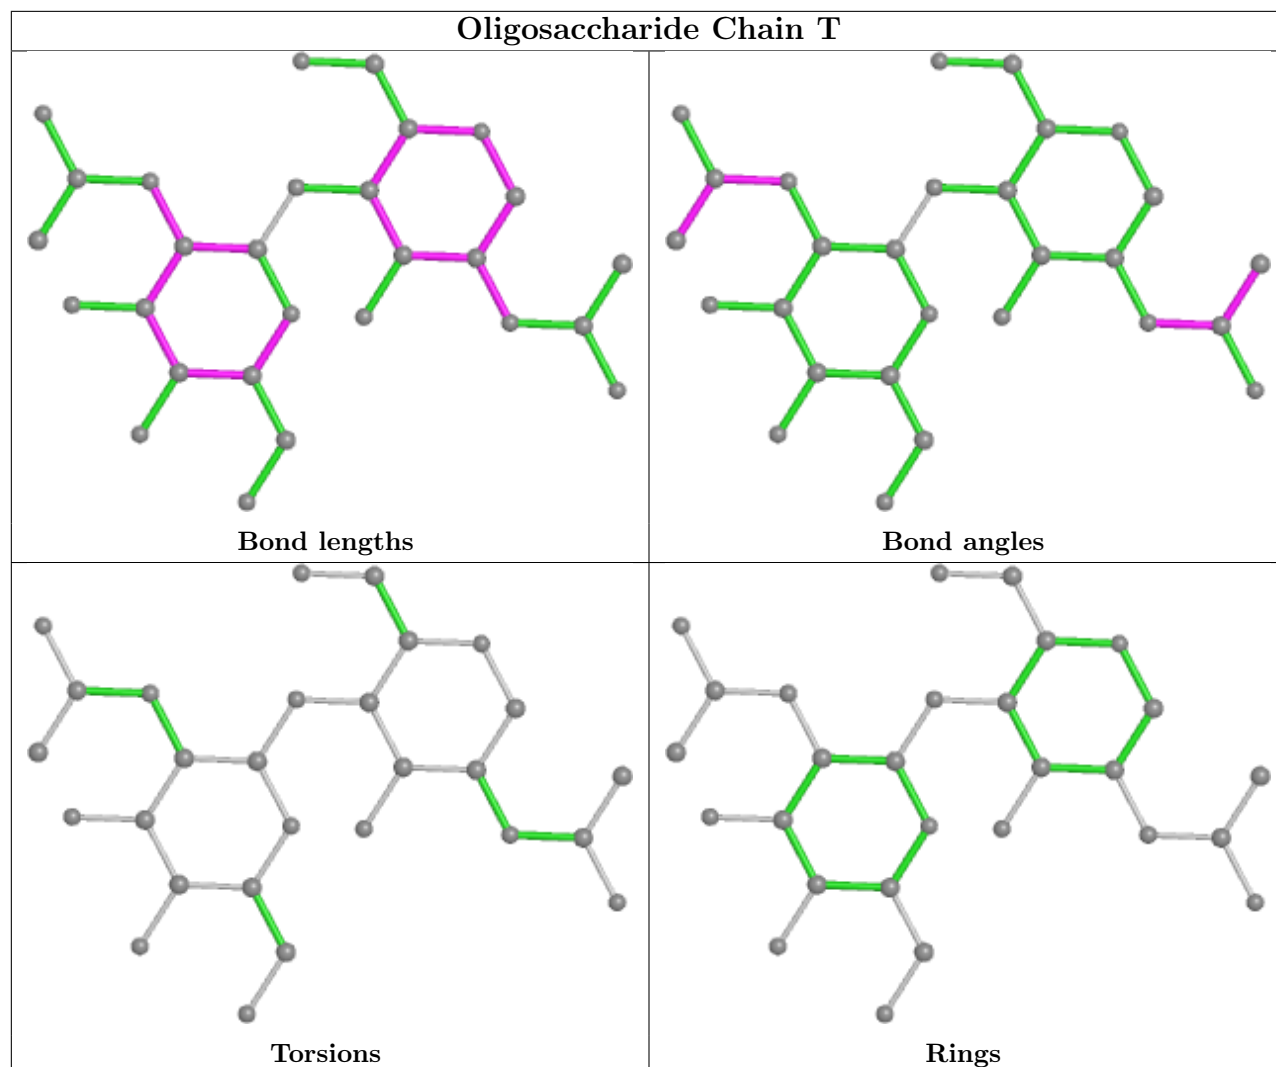 Oligosaccharide Chain T
Bond lengths
Bond angles
Torsions
Rings